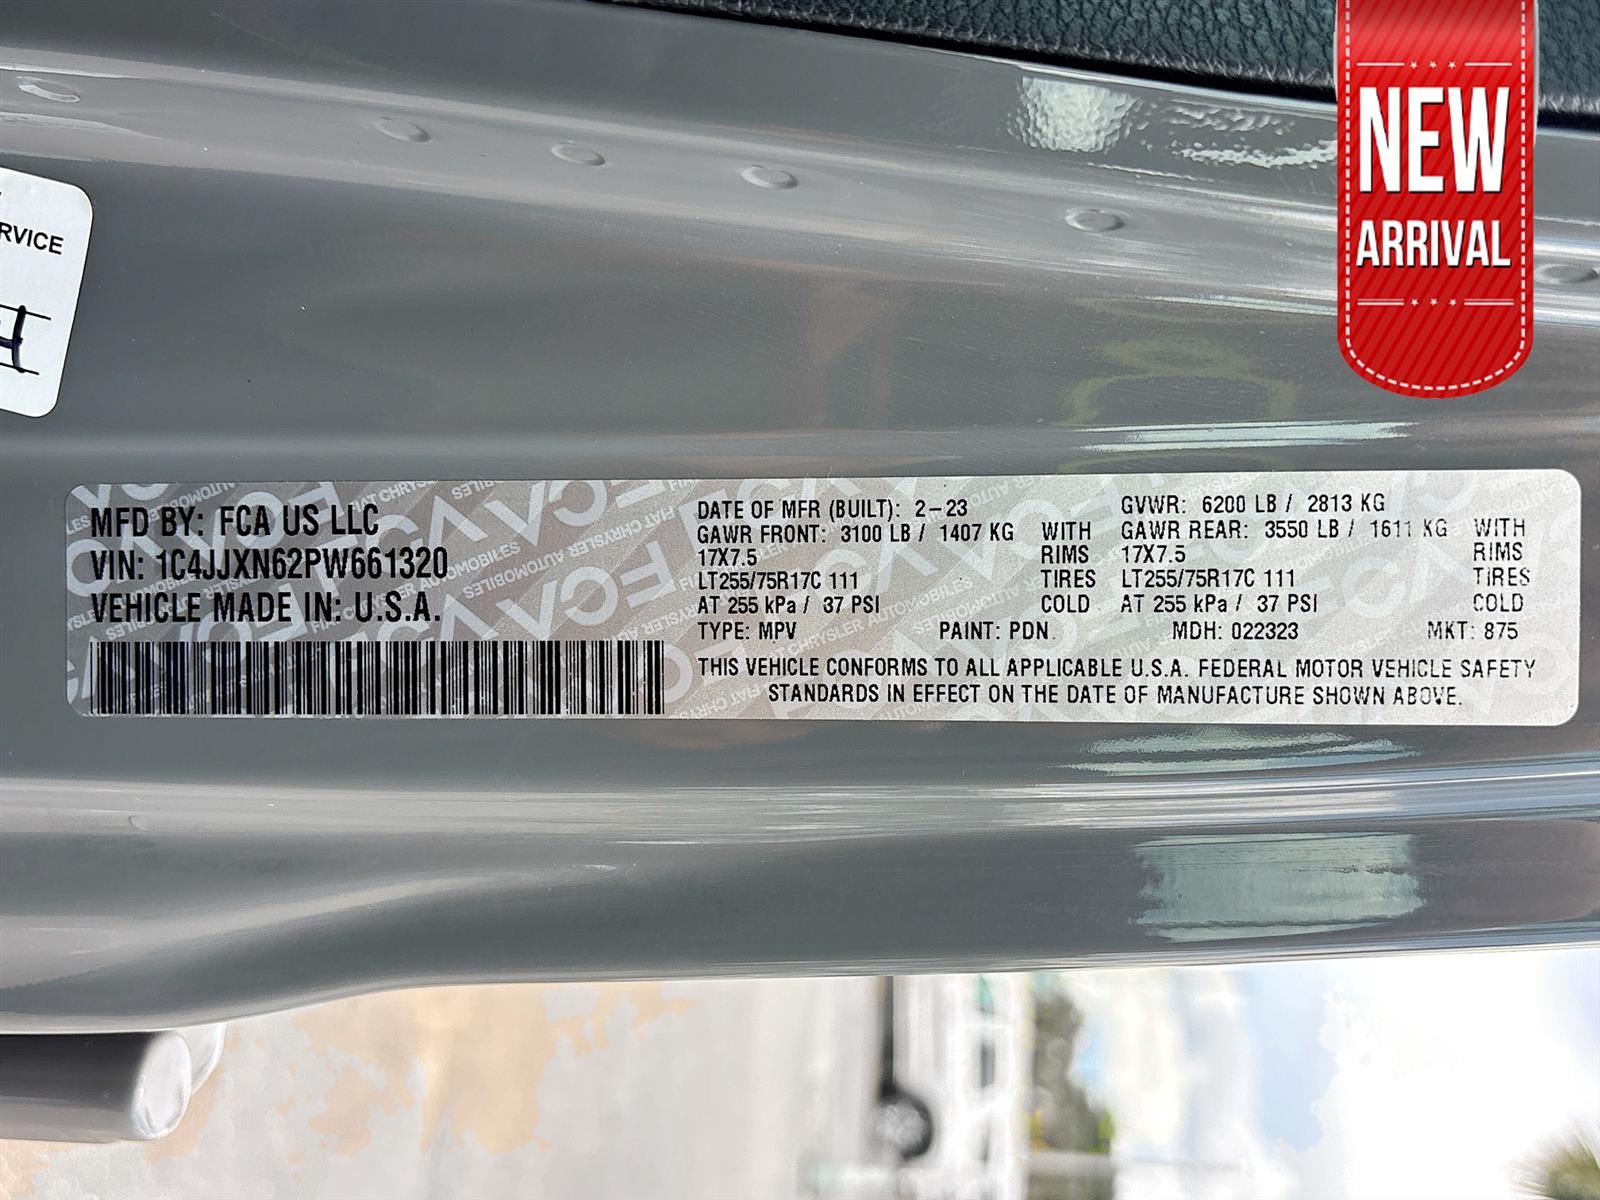 NEW
ARRIVAL
RVICE
MFD BY: FCA US LLC
VIN: 1C4JJXN62PW661320
VEHICLE MADE IN: U.S.A.
DATE OF MFR (BUILT): 2-23 GVWR: 6200 LB / 2813 KG
GAWR FRONT: 3100 LB / 1407 KG WITH GAWR REAR: 3550 LB / 1611 KG WITH
17X7.5 RIMS 17X7.5 RIMS
LT255/75R17C 111 TIRES LT255/75R17C 111 TIRES
AT 255 kPa / 37 PSI COLD AT 255 kPa / 37 PSI COLD
TYPE: MPV PAINT: PDN MDH: 022323 MKT: 875
THIS VEHICLE CONFORMS TO ALL APPLICABLE U.S.A. FEDERAL MOTOR VEHICLE SAFETY
STANDARDS IN EFFECT ON THE DATE OF MANUFACTURE SHOWN ABOVE.